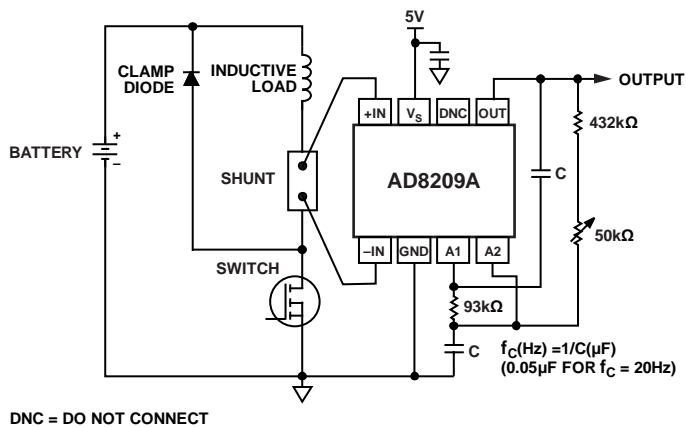 5V
CLAMP
DIODE
INDUCTIVE
LOAD
OUTPUT
+IN
VS
DNC
OUT
432kΩ
BATTERY
+
–
SHUNT
AD8209A
C
50kΩ
–IN
GND
A1
A2
SWITCH
93kΩ
C
fC(Hz) =1/C(µF)
(0.05µF FOR fC = 20Hz)
DNC = DO NOT CONNECT